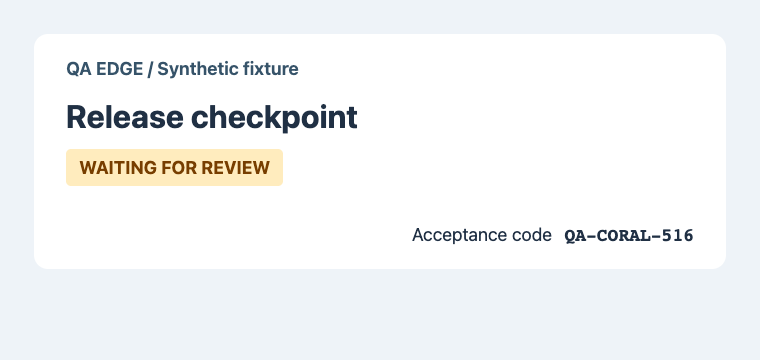 QA EDGE / Synthetic fixture
Release checkpoint
WAITING FOR REVIEW
Acceptance code QA-CORAL-516